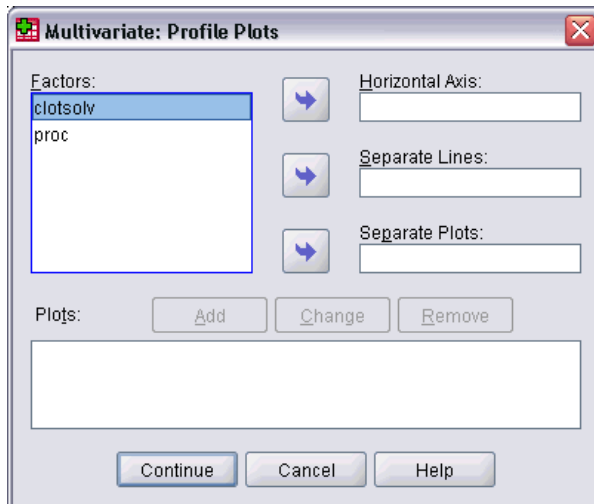 Multivariate: Profile Plots
Factors:
clotsolv
proc
Horizontal Axis:
Separate Lines:
Separate Plots:
Plots:
Add
Change
Remove
Continue
Cancel
Help